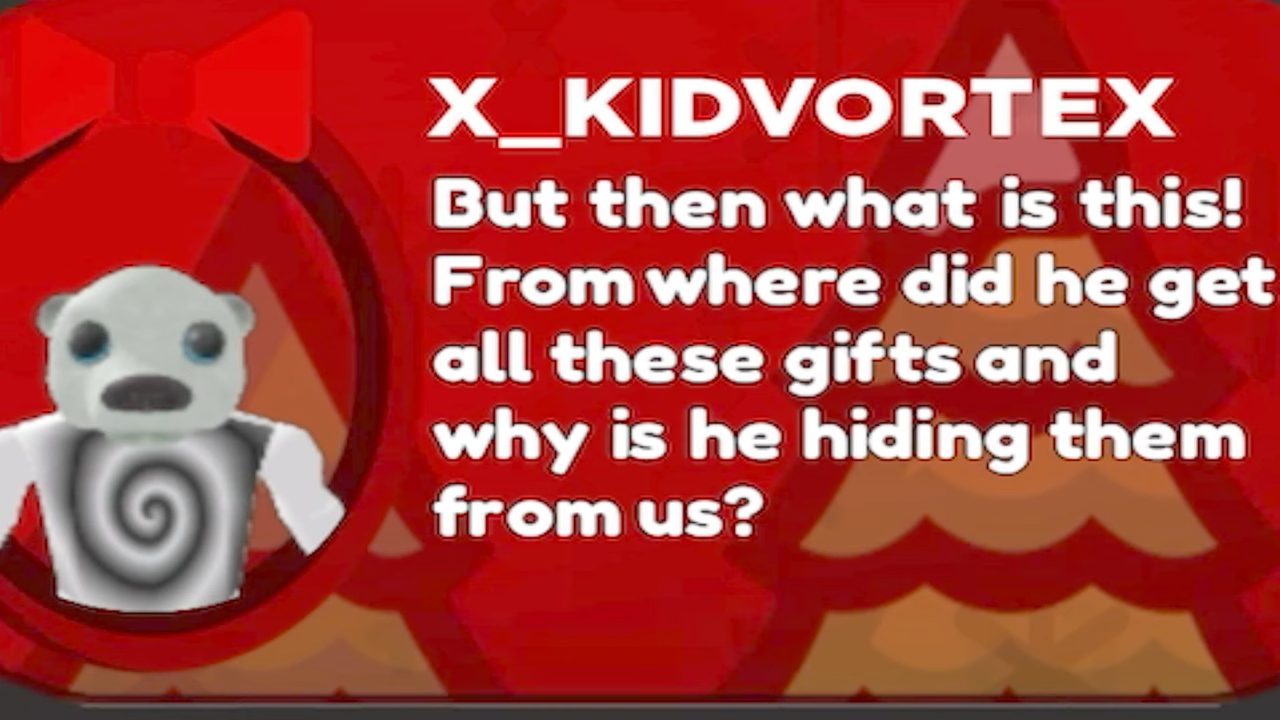 X_KIDVORTEX
But then what is this!
From where did he get
all these gifts and
why is he hiding them
from us?